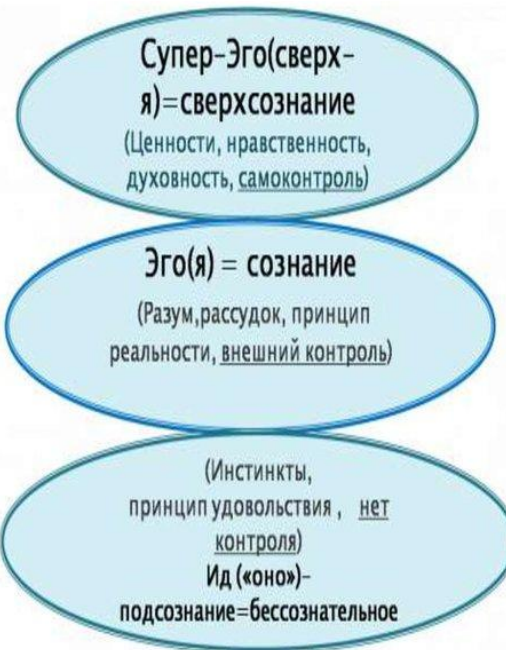 Супер-Эго(сверх-
я)=сверхсознание
(Ценности, нравственность,
духовность, самоконтроль)
Эго(я) = сознание
(Разум,рассудок, принцип
реальности, внешний контроль)
(Инстинкты,
принцип удовольствия , нет
контроля)
Ид («оно»)–
подсознание=бессознательное